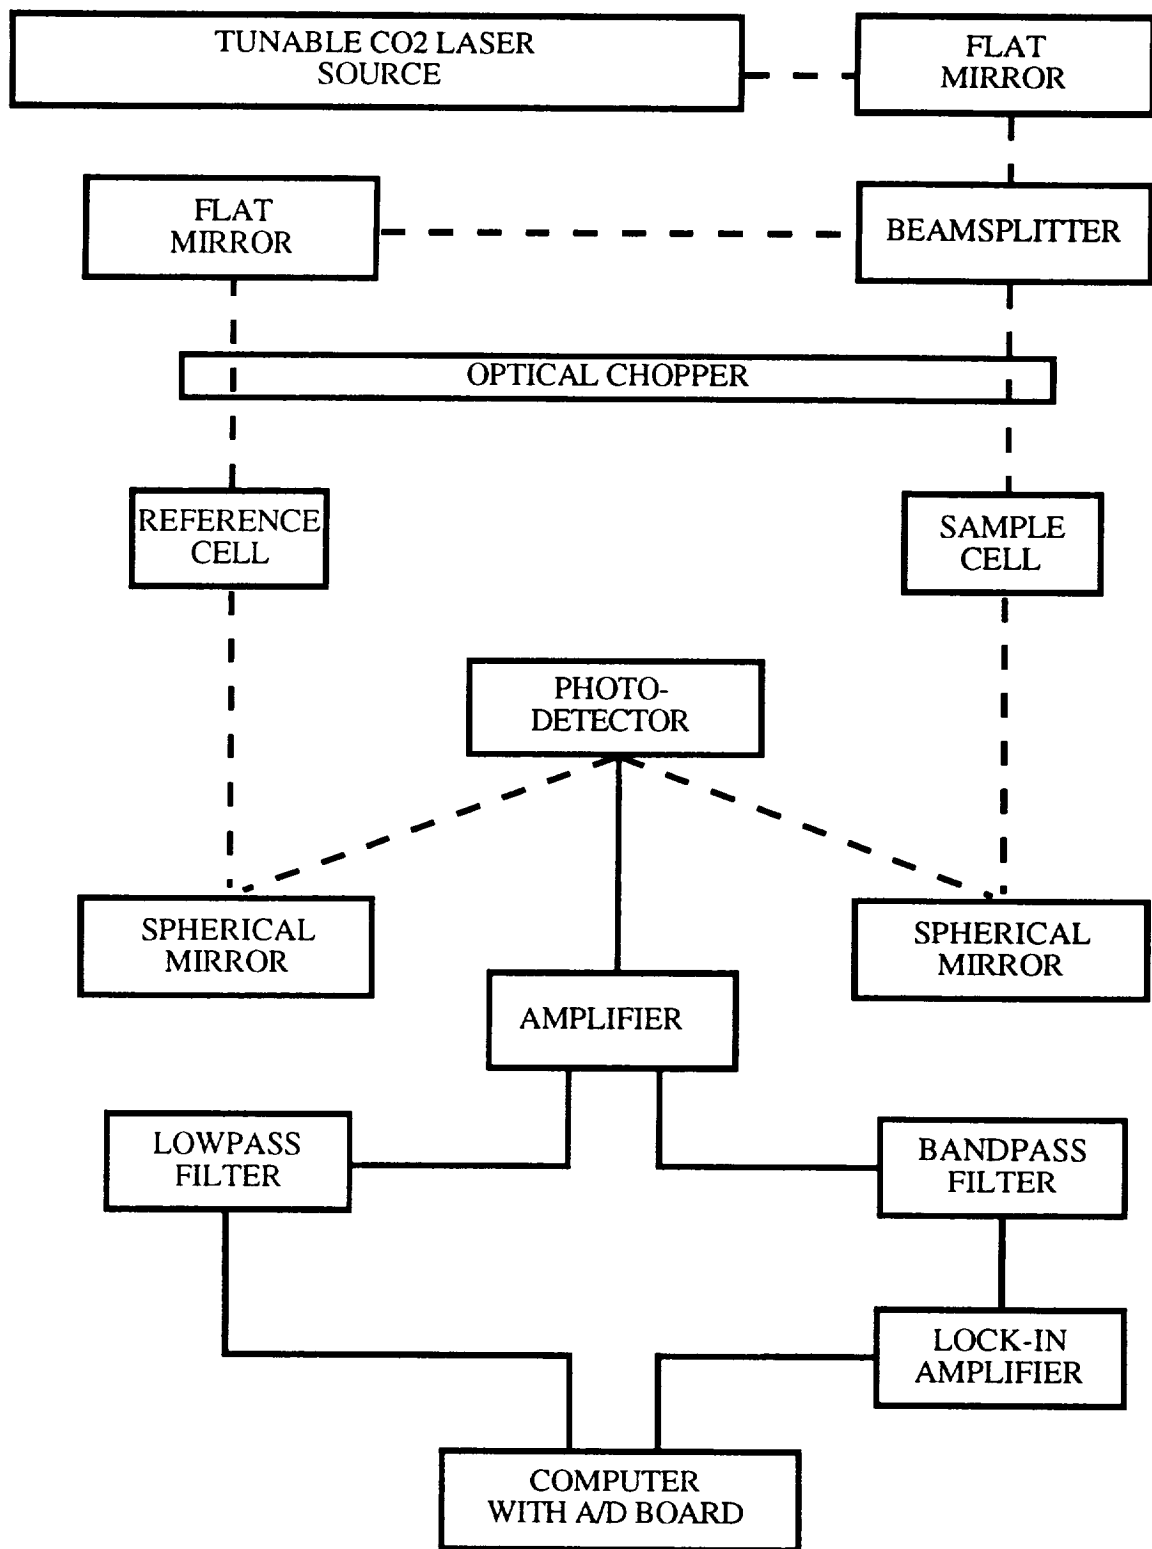 TUNABLE CO2 LASER
SOURCE
FLAT
MIRROR
FLAT
MIRROR
BEAMSPLITTER
OPTICAL CHOPPER
REFERENCE
CELL
SAMPLE
CELL
PHOTO-
DETECTOR
SPHERICAL
MIRROR
SPHERICAL
MIRROR
AMPLIFIER
LOWPASS
FILTER
BANDPASS
FILTER
LOCK-IN
AMPLIFIER
COMPUTER
WITH A/D BOARD